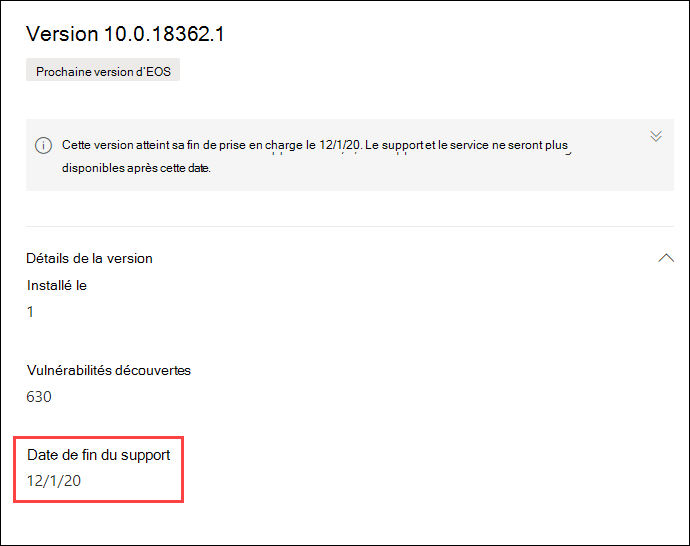 Version 10.0.18362.1
Prochaine version d'EOS
Cette version atteint sa fin de prise en charge le 12/1/20. Le support et le service ne seront plus
disponibles après cette date.
Détails de la version
Installé le
1
Vulnérabilités découvertes
630
Date de fin du support
12/1/20